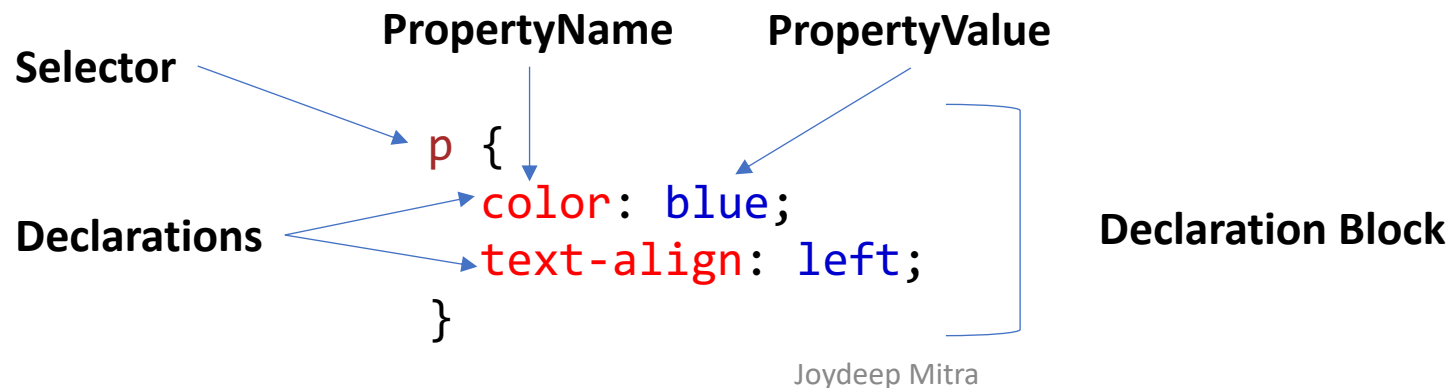 PropertyName PropertyValue
Selector
p {
color: blue;
Declarations
Declaration Block
text-align: left;
}
Joydeep Mitra